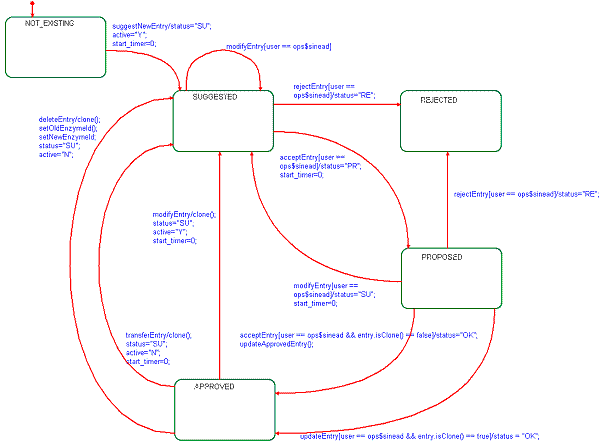 NOT_EXISTING
suggestNewEntry/status="SU";
active="Y";
start_timer=0;
modifyEntry[user == ops$sinead]
SUGGESTED
rejectEntry[user ==
ops$sinead]/status="RE";
REJECTED
deleteEntry/clone();
setOldEnzymeId();
setNewEnzymeId;
status="SU";
active="N";
acceptEntry[user ==
ops$sinead]/status="PR";
start_timer=0;
rejectEntry[user == ops$sinead]/status="RE";
modifyEntry/clone();
status="SU";
active="Y";
start_timer=0;
PROPOSED
modifyEntry[user ==
ops$sinead]/status="SU";
start_timer=0;
transferEntry/clone();
status="SU";
active="N";
start_timer=0;
acceptEntry[user == ops$sinead && entry.isClone() == false]/status="OK";
updateApprovedEntry();
APPROVED
updateEntry[user == ops$sinead && entry.isClone() == true]/status = "OK";